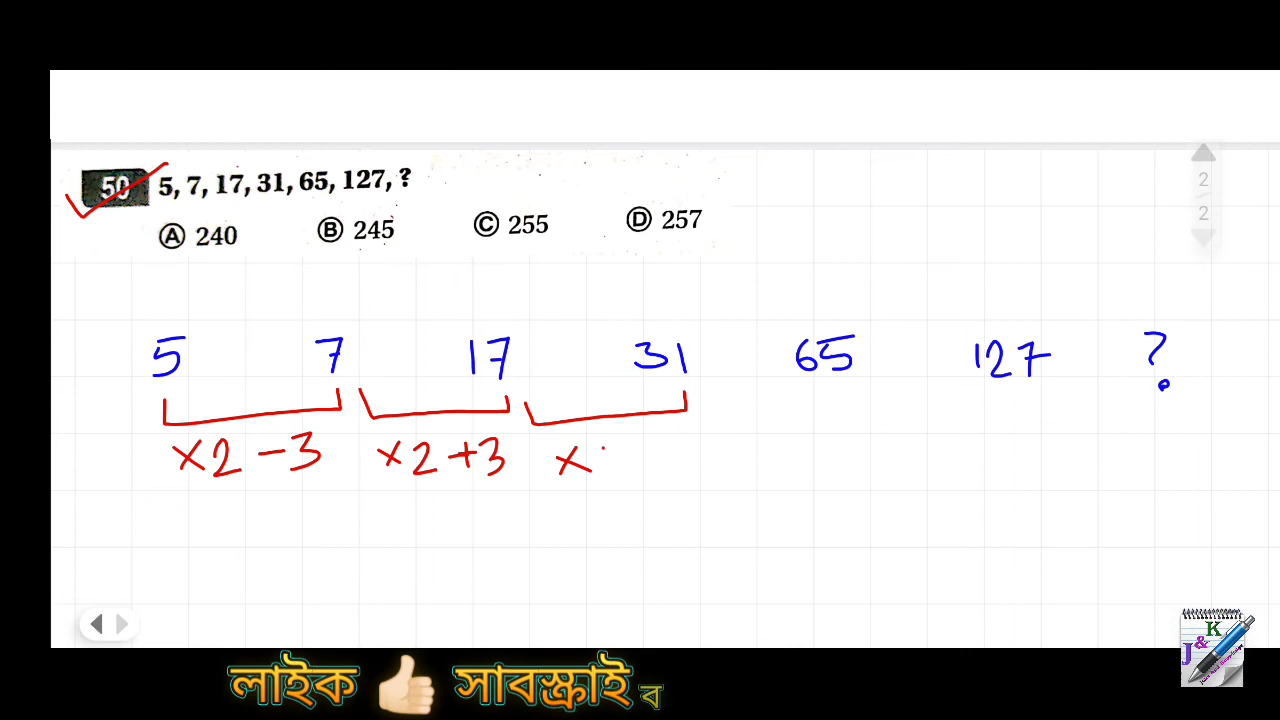 50 5, 7, 17, 31, 65, 127, ?
Ⓐ 240 Ⓑ 245 Ⓒ 255 Ⓓ 257
2
2
5 7 17 31 65 127 ?
×2 -3 ×2 +3 ×
J & K
লাইক 👍🏻 সাবস্ক্রাইব